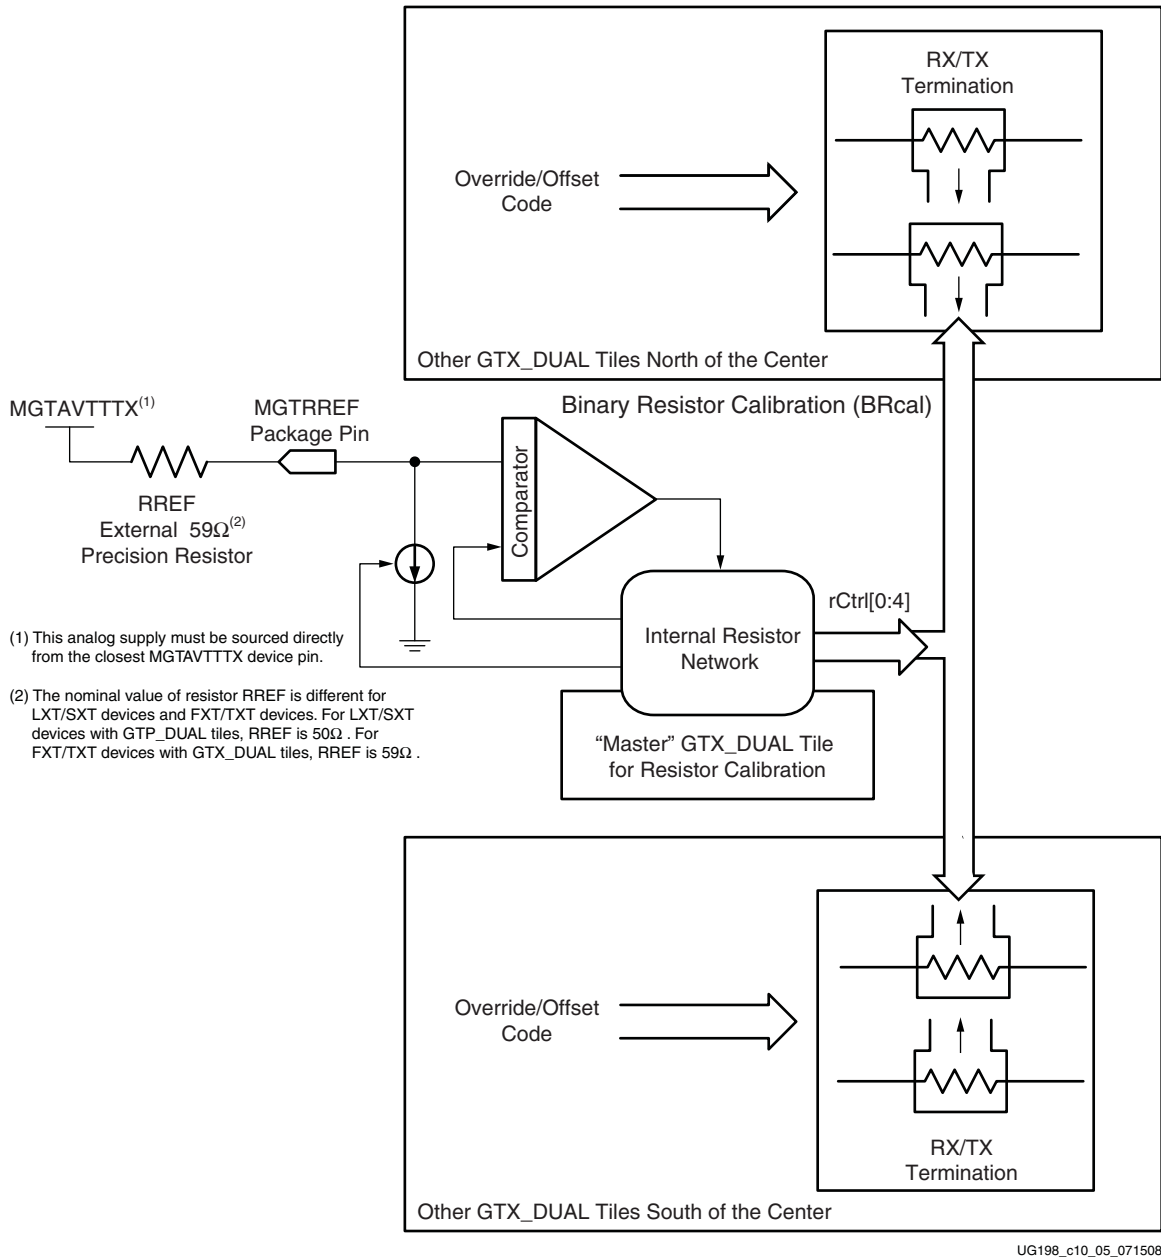 RX/TX
Termination
Override/Offset
Code
Other GTX_DUAL Tiles North of the Center
MGTAVTTTX(1)
MGTRREF
Package Pin
Binary Resistor Calibration (BRcal)
Comparator
RREF
External 59Ω(2)
Precision Resistor
rCtrl[0:4]
Internal Resistor
Network
(1) This analog supply must be sourced directly
from the closest MGTAVTTTX device pin.
(2) The nominal value of resistor RREF is different for
LXT/SXT devices and FXT/TXT devices. For LXT/SXT
devices with GTP_DUAL tiles, RREF is 50Ω . For
FXT/TXT devices with GTX_DUAL tiles, RREF is 59Ω .
“Master” GTX_DUAL Tile
for Resistor Calibration
Override/Offset
Code
RX/TX
Termination
Other GTX_DUAL Tiles South of the Center
UG198_c10_05_071508